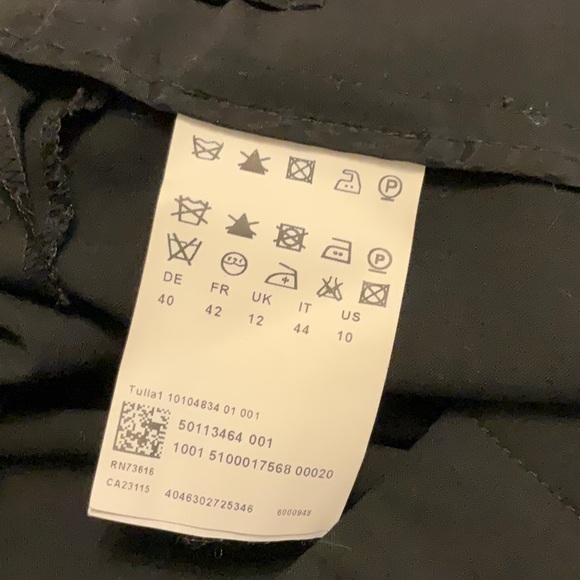 P
P
DE FR UK IT US
40 42 12 44 10
Tulla1 10104834 01 001
50113464 001
1001 5100017568 00020
RN73616
CA23115 4046302725346